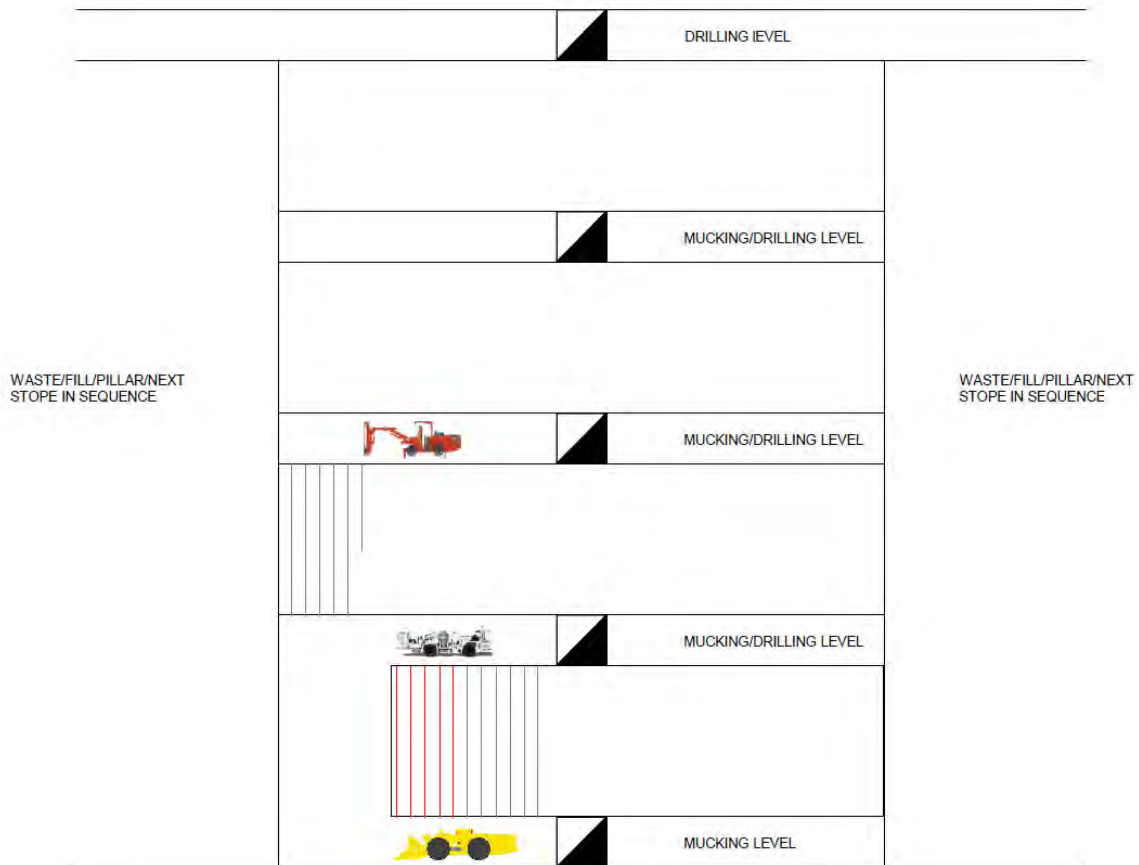 DRILLING lEVEL
MUCKING/DRILLING LEVEL
WASTE/FILL/PILLAR/NEXT
STOPE IN SEQUENCE
WASTE/FILL/PILLAR/NEXT
STOPE IN SEQUENCE
MUCKING/DRILLING LEVEL
MUCKING/DRILLING LEVEL
MUCKING LEVEL